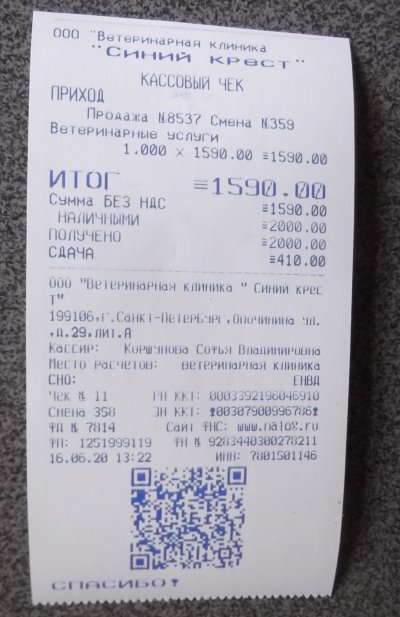 ООО "Ветеринарная клиника
"Синий крест"
КАССОВЫЙ ЧЕК
ПРИХОД
Продажа №8537 Смена №359
Ветеринарные услуги
1.000 × 1590.00 ≡1590.00
ИТОГ ≡1590.00
Сумма БЕЗ НДС ≡1590.00
НАЛИЧНЫМИ ≡2000.00
ПОЛУЧЕНО ≡2000.00
СДАЧА ≡410.00
ООО "Ветеринарная клиника " Синий крес
т"
199106,г.Санкт-Петербург,Опочинина ул.
,д.29,лит.А
Кассир: Коршунова Софья Владимировна
Место расчетов: Ветеринарная клиника
СНО: ЕНВД
Чек № 11 РН ККТ: 0003392196046910
Смена 358 ЗН ККТ: 00307900996786
ФД № 7814 Сайт ФНС: www.nalog.ru
ФП: 1251999119 ФН № 9283440300278211
16.06.20 13:22 ИНН: 7801501146
СПАСИБО!